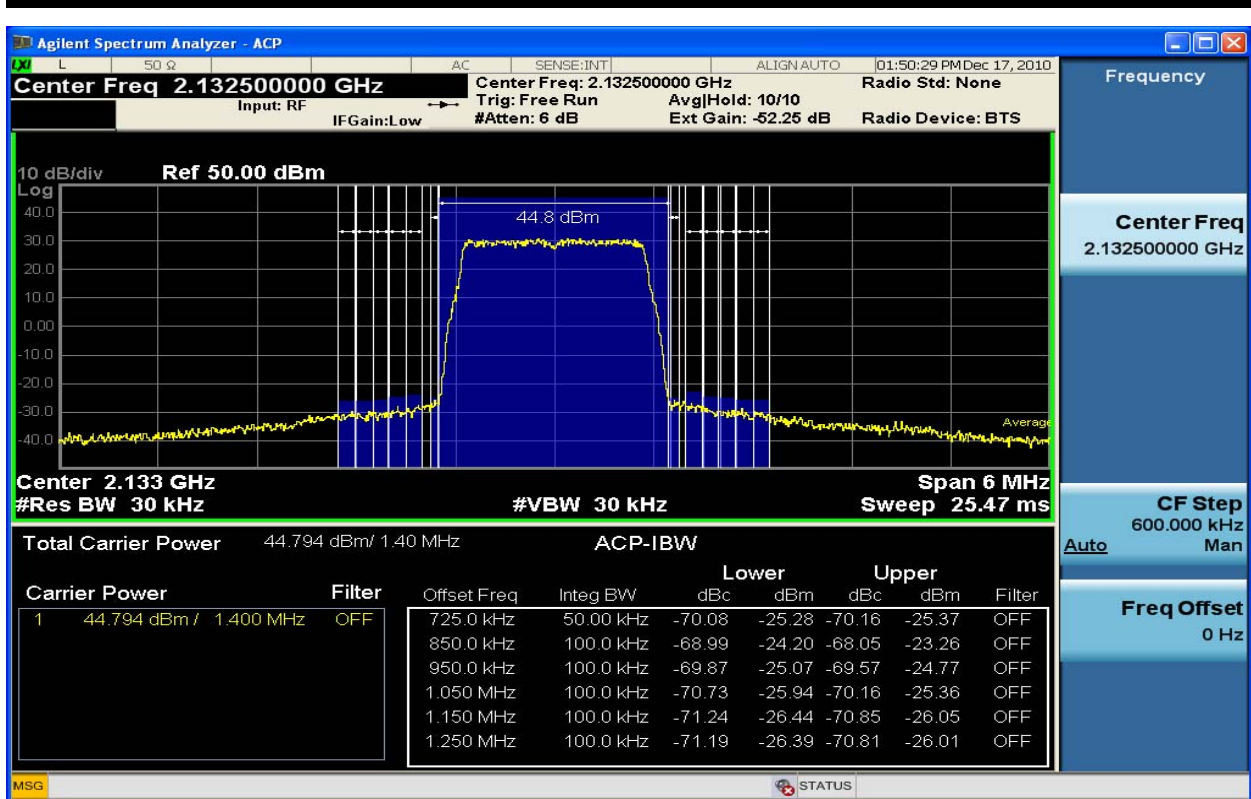 Agilent Spectrum Analyzer - ACP
LXI L 50 Ω AC SENSE:INT ALIGN AUTO 01:50:29 PM Dec 17, 2010
Center Freq 2.132500000 GHz
Input: RF
IFGain:Low
Center Freq: 2.132500000 GHz
Trig: Free Run Avg|Hold: 10/10
#Atten: 6 dB Ext Gain: -52.25 dB
Radio Std: None
Radio Device: BTS
10 dB/div Ref 50.00 dBm
Log
40.0
30.0
20.0
10.0
0.00
-10.0
-20.0
-30.0
-40.0
44.8 dBm
Average
Center 2.133 GHz Span 6 MHz
#Res BW 30 kHz #VBW 30 kHz Sweep 25.47 ms
Total Carrier Power 44.794 dBm/ 1.40 MHz ACP-IBW
Carrier Power Filter
1 44.794 dBm / 1.400 MHz OFF
Lower Upper
Offset Freq Integ BW dBc dBm dBc dBm Filter
725.0 kHz 50.00 kHz -70.08 -25.28 -70.16 -25.37 OFF
850.0 kHz 100.0 kHz -68.99 -24.20 -68.05 -23.26 OFF
950.0 kHz 100.0 kHz -69.87 -25.07 -69.57 -24.77 OFF
1.050 MHz 100.0 kHz -70.73 -25.94 -70.16 -25.36 OFF
1.150 MHz 100.0 kHz -71.24 -26.44 -70.85 -26.05 OFF
1.250 MHz 100.0 kHz -71.19 -26.39 -70.81 -26.01 OFF
Frequency
Center Freq
2.132500000 GHz
CF Step
600.000 kHz
Auto Man
Freq Offset
0 Hz
MSG STATUS